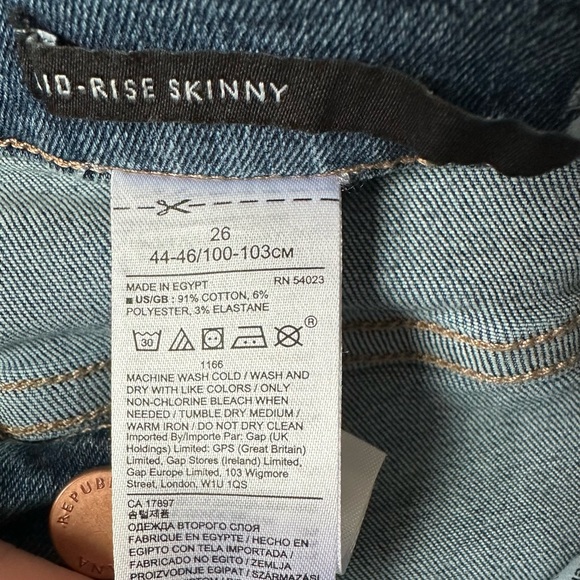 ID-RISE SKINNY
26
44-46/100-103CM
MADE IN EGYPT RN 54023
US/GB : 91% COTTON, 6%
POLYESTER, 3% ELASTANE
30
®
1166
MACHINE WASH COLD / WASH AND
DRY WITH LIKE COLORS / ONLY
NON-CHLORINE BLEACH WHEN
NEEDED / TUMBLE DRY MEDIUM /
WARM IRON / DO NOT DRY CLEAN
Imported By/Importe Par: Gap (UK
Holdings) Limited: GPS (Great Britain)
Limited, Gap Stores (Ireland) Limited,
Gap Europe Limited, 103 Wigmore
Street, London, W1U 1QS
CA 17897
솜털제품
ОДЕЖДА ВТОРОГО СЛОЯ
FABRIQUE EN EGYPTE / HECHO EN
EGIPTO CON TELA IMPORTADA /
FABRICADO NO EGITO / ZEMLJA
PROIZVODNJE EGIPAT / SZÁRMAZÁSI
REPUB
NA